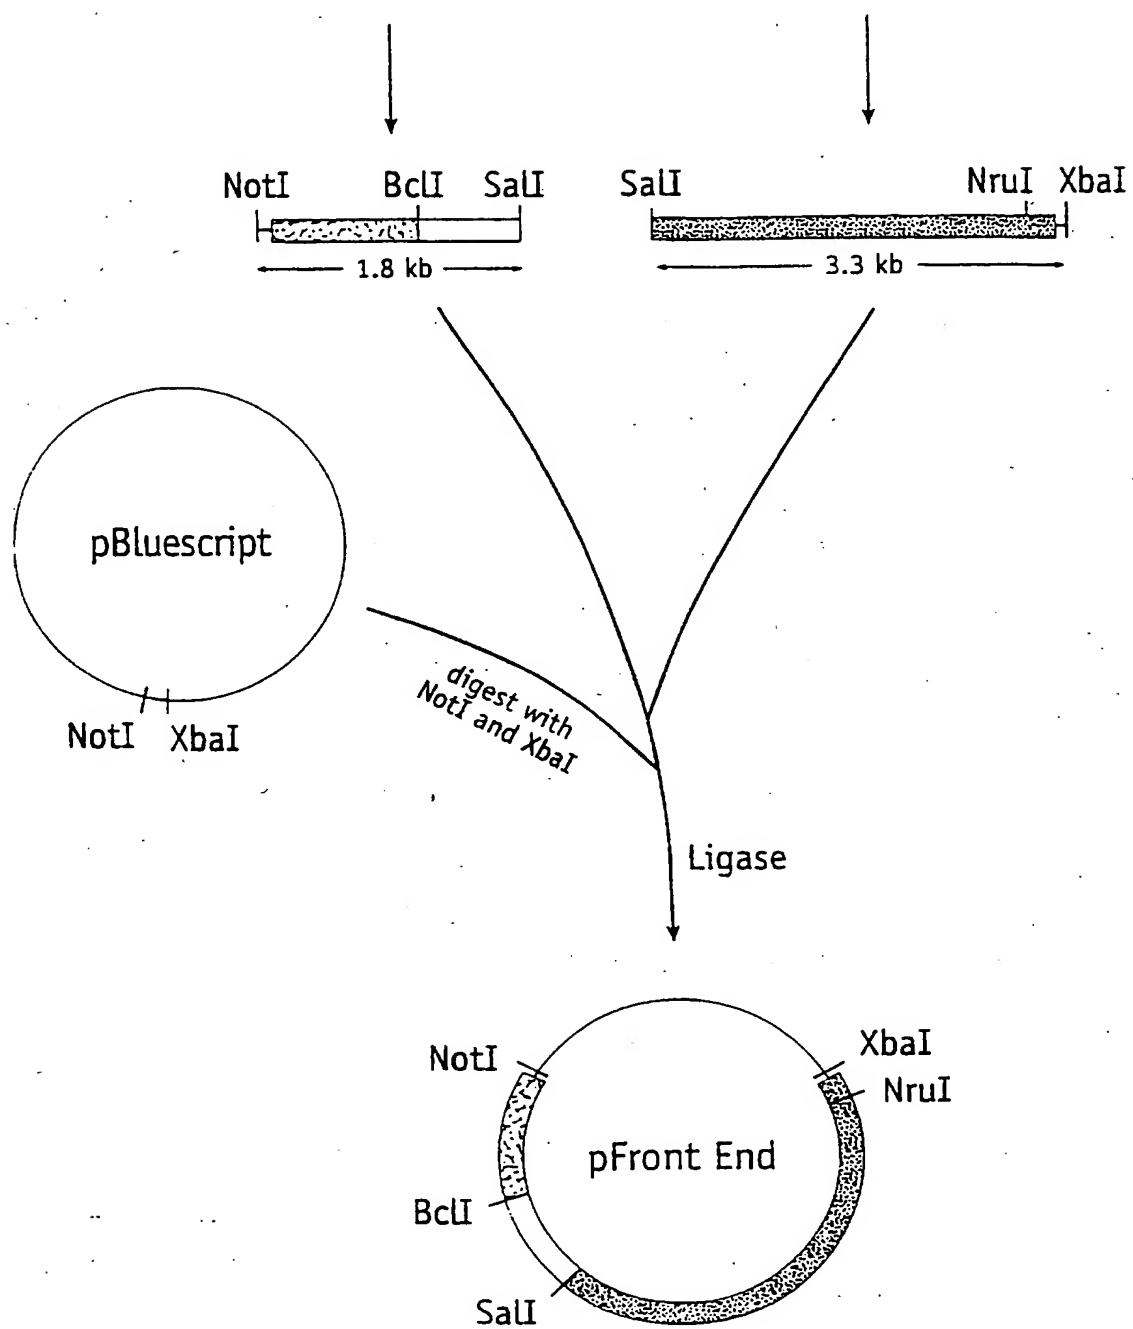 NotI BclI SalI
SalI NruI XbaI
1.8 kb
3.3 kb
pBluescript
NotI XbaI
digest with
NotI and XbaI
Ligase
NotI
XbaI
NruI
pFront End
BclI
SalI